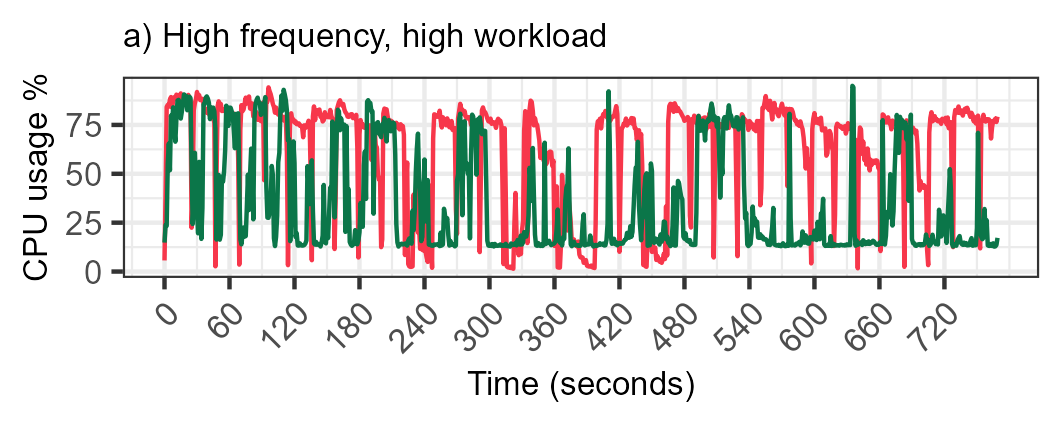 a) High frequency, high workload
CPU usage %
75
50
25
0
0 60 120 180 240 300 360 420 480 540 600 660 720
Time (seconds)